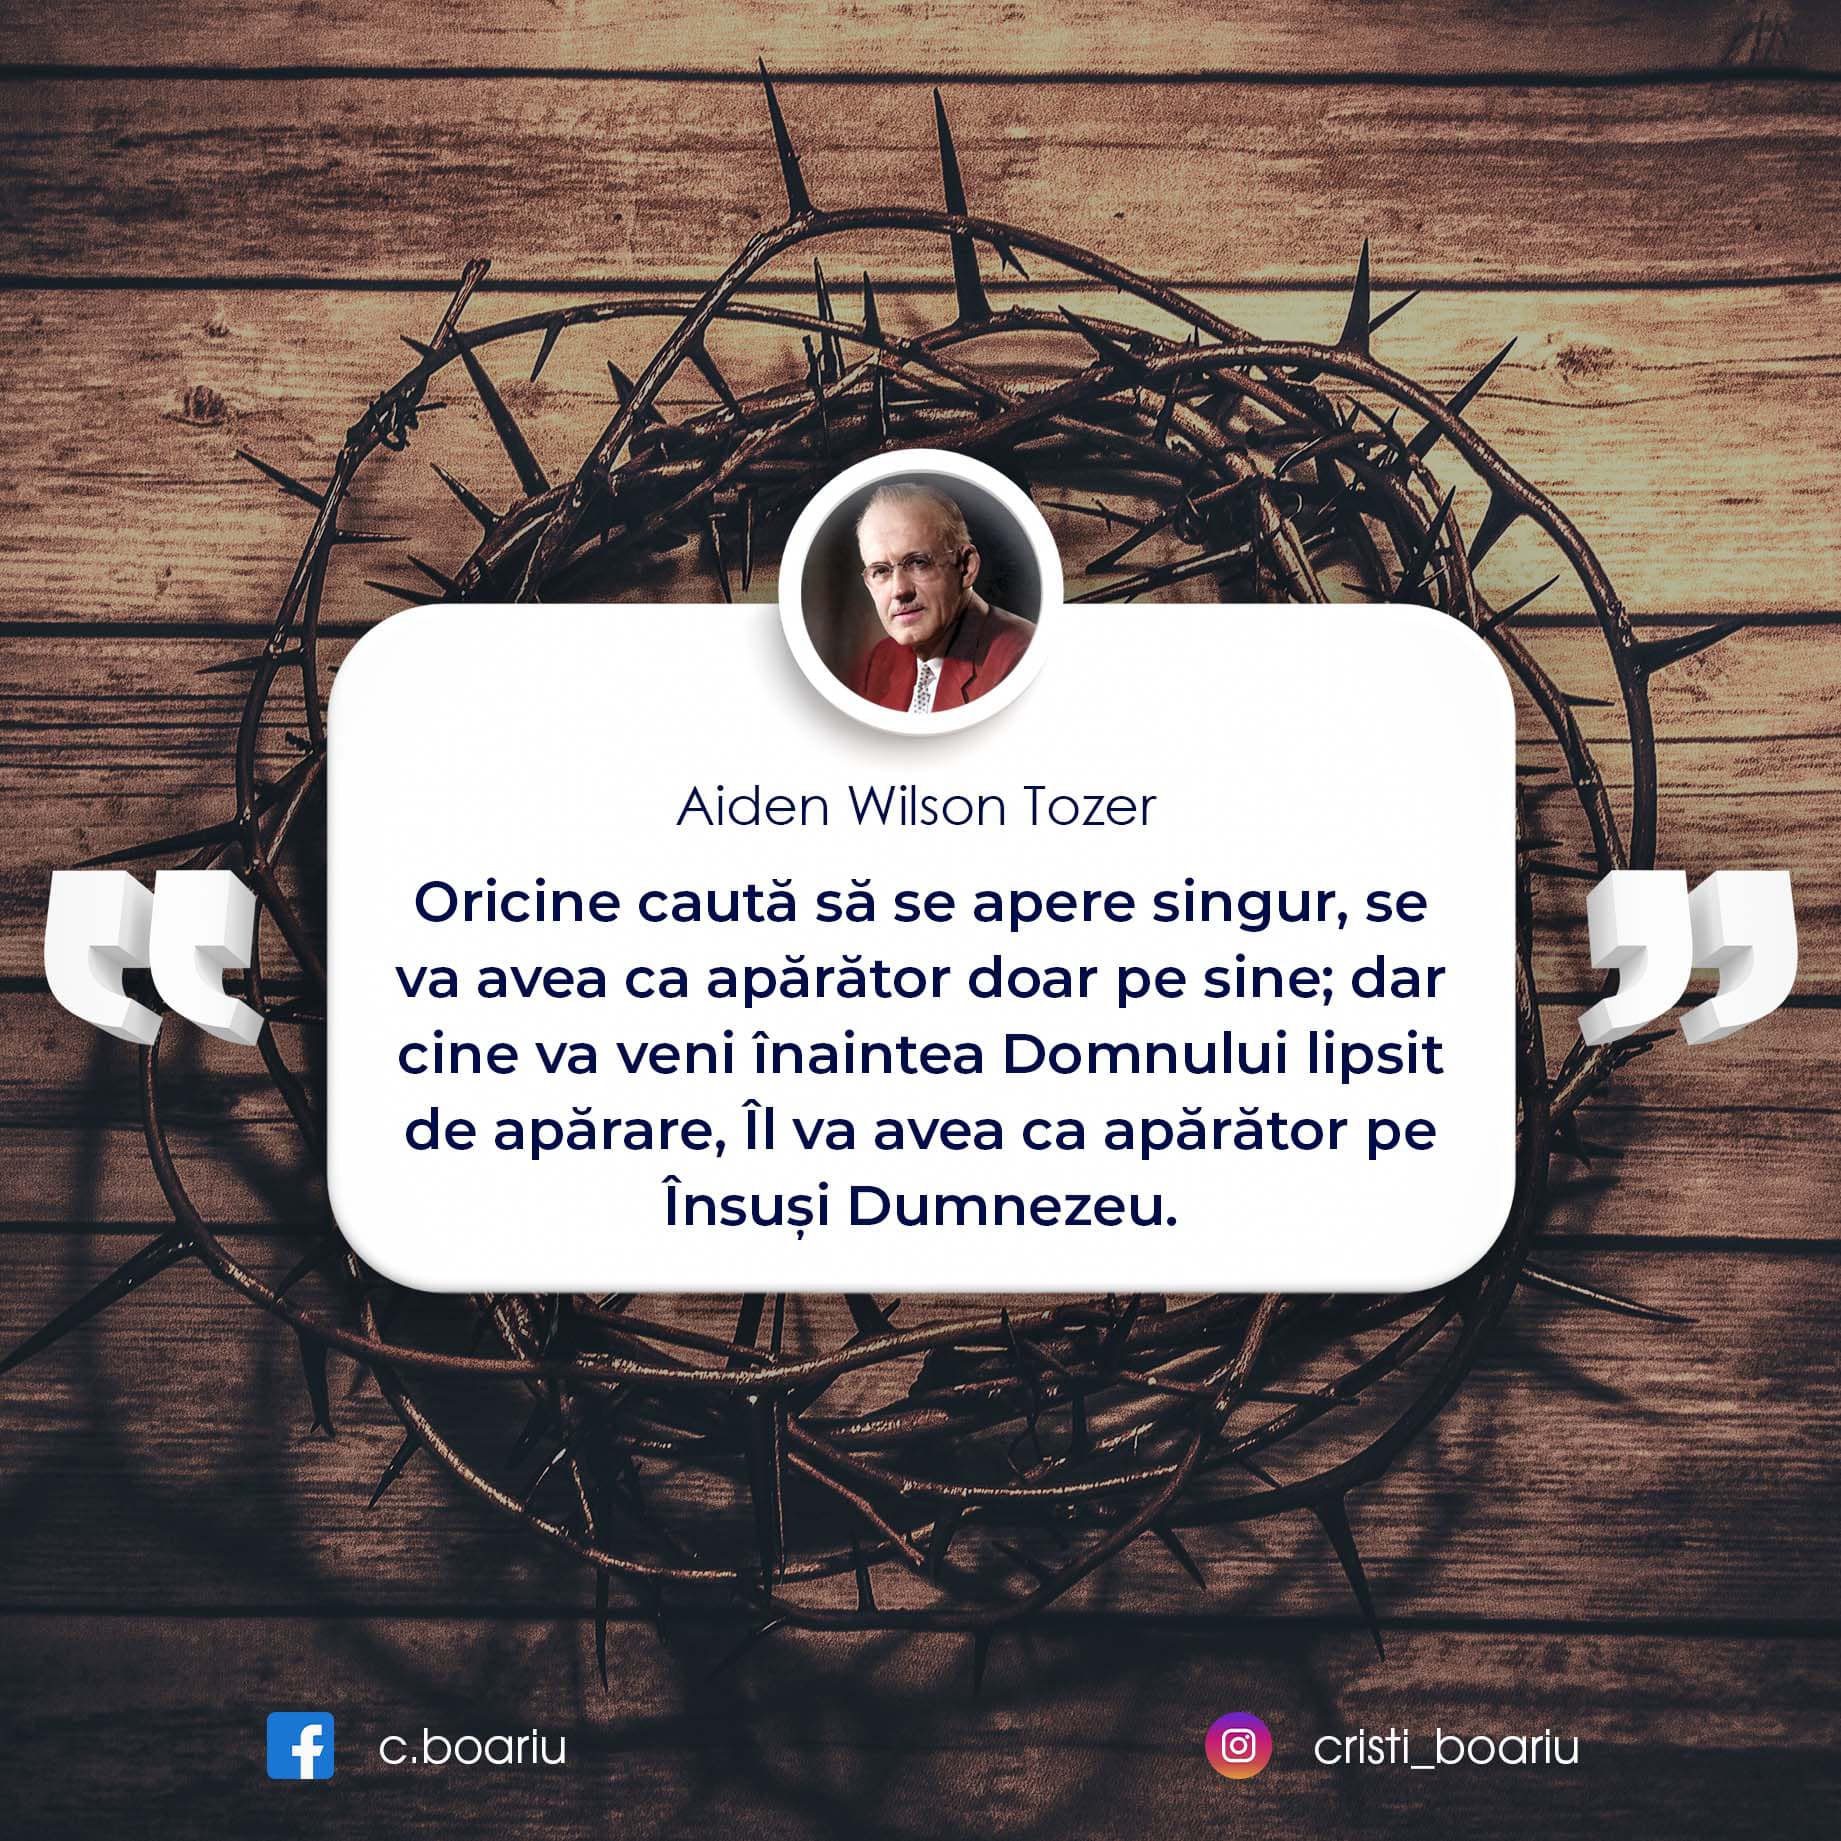 Aiden Wilson Tozer
Oricine caută să se apere singur, se
va avea ca apărător doar pe sine; dar
cine va veni înaintea Domnului lipsit
de apărare, Îl va avea ca apărător pe
Însuși Dumnezeu.
c.boariu
cristi_boariu